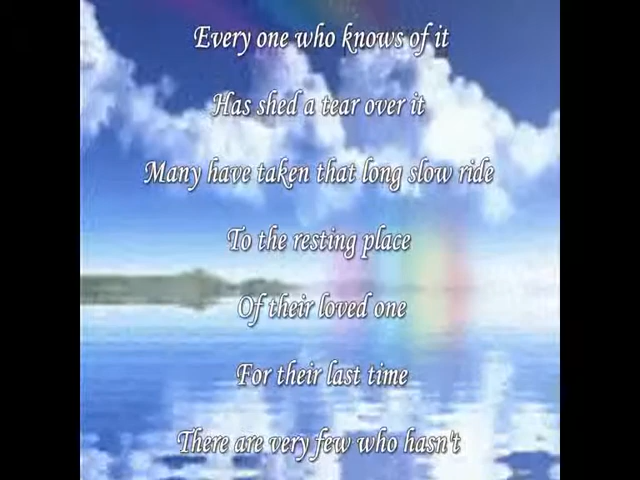 Every one who knows of it
Has shed a tear over it
Many have taken that long slow ride
To the resting place
Of their loved one
For their last time
There are very few who hasn't